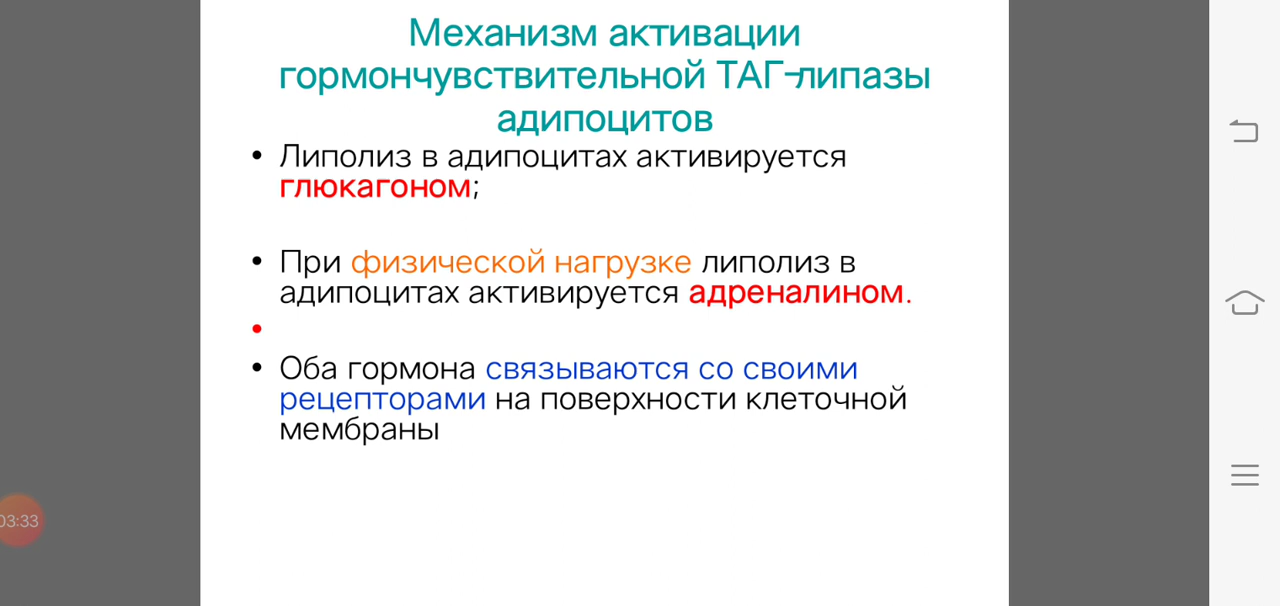 Механизм активации
гормончувствительной ТАГ-липазы
адипоцитов
• Липолиз в адипоцитах активируется
глюкагоном;
• При физической нагрузке липолиз в
адипоцитах активируется адреналином.
•
• Оба гормона связываются со своими
рецепторами на поверхности клеточной
мембраны
03:33